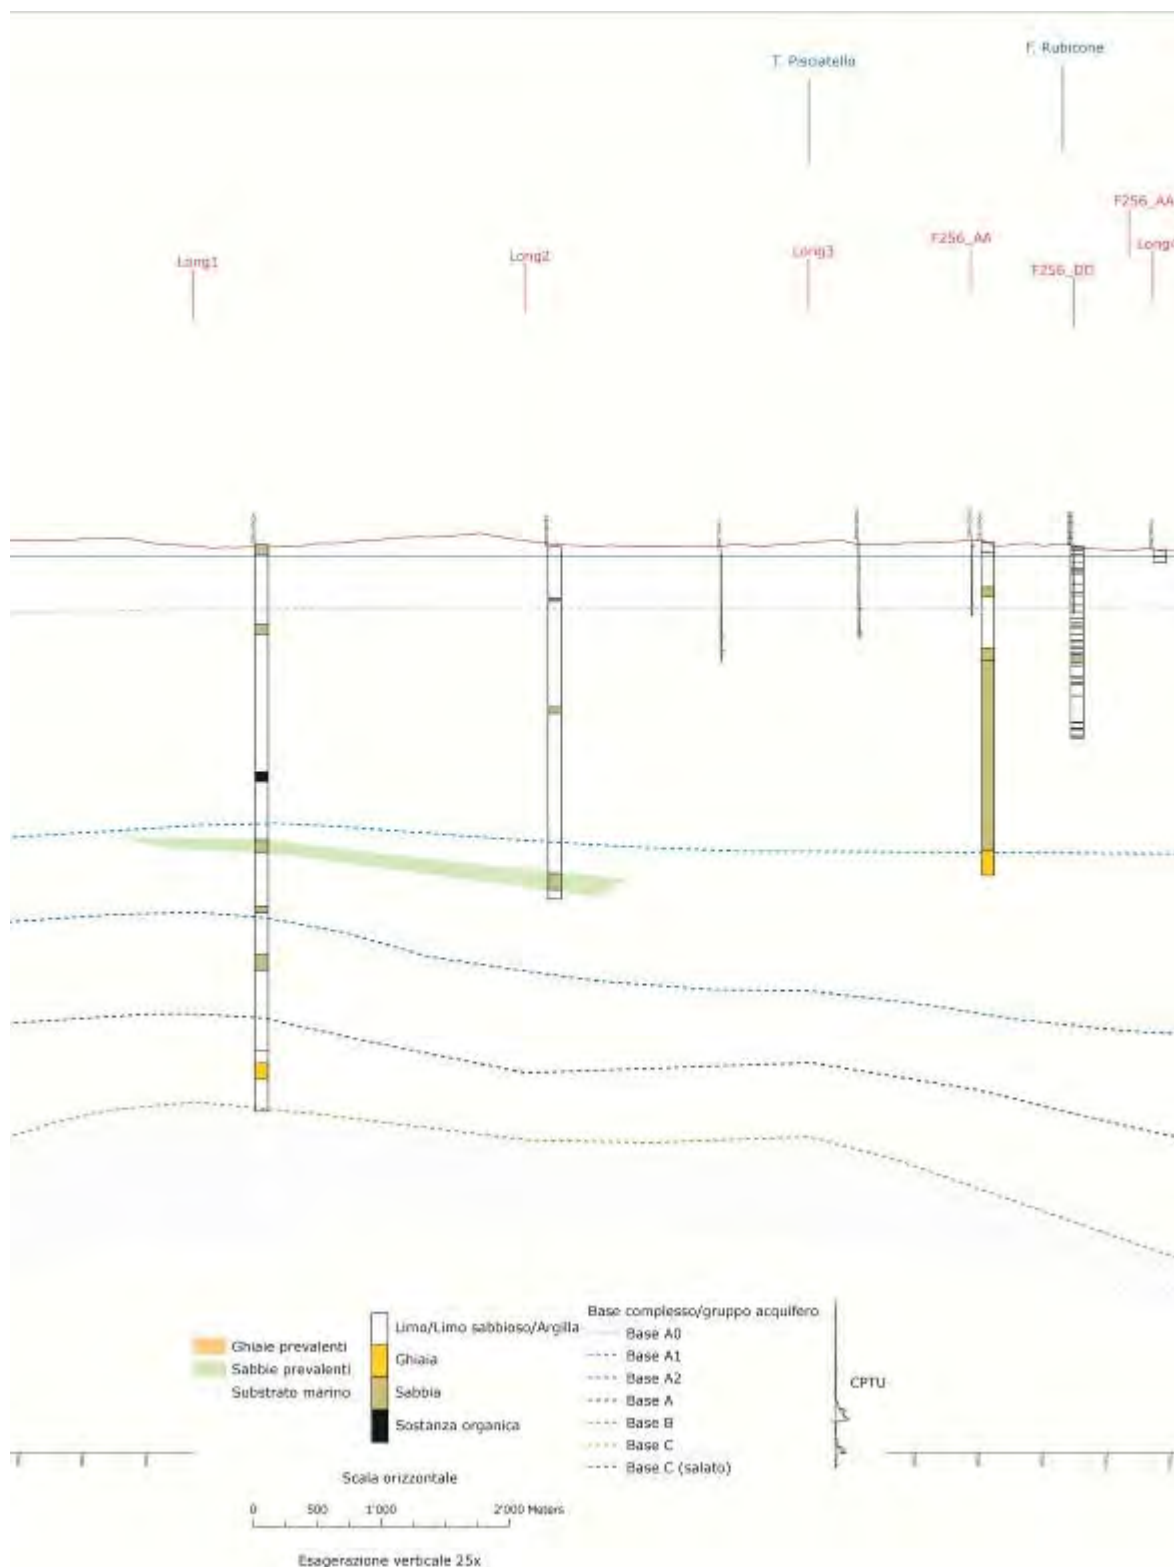 F. Rubicone
T. Pisciatello
F256_AA
F256_AA
Long1
Long2
Long3
F256_DD
Base complesso/gruppo acquifero
Limo/Limo sabbioso/Argilla
Base A0
Ghiaie prevalenti
Base A1
Ghiaia
Sabbie prevalenti
Base A2
CPTU
Substrato marino
Sabbia
Base A
Sostanza organica
Base B
Base C
Base C (salato)
Scala orizzontale
0 500 1'000 2'000 Meters
Esagerazione verticale 25x